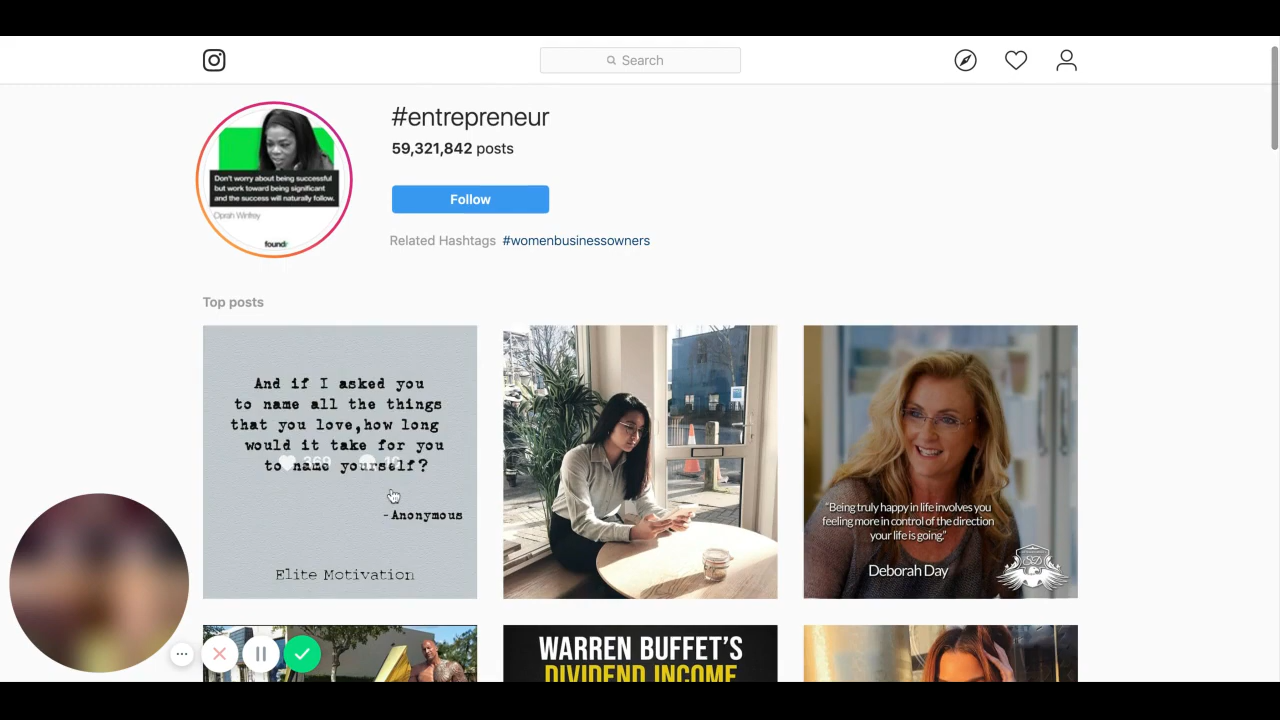 Search
#entrepreneur
59,321,842 posts
Don't worry about being successful
but work toward being significant
and the success will naturally follow.
Oprah Winfrey
foundr
Follow
Related Hashtags #womenbusinessowners
Top posts
And if I asked you
to name all the things
that you love,how long
would it take for you
to name yourself?
369
-Anonymous
Elite Motivation
"Being truly happy in life involves you
feeling more in control of the direction
your life is going."
Deborah Day
WARREN BUFFET'S
DIVIDEND INCOME